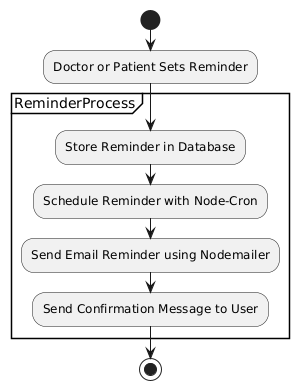 Doctor or Patient Sets Reminder
ReminderProcess
Store Reminder in Database
Schedule Reminder with Node-Cron
Send Email Reminder using Nodemailer
Send Confirmation Message to User